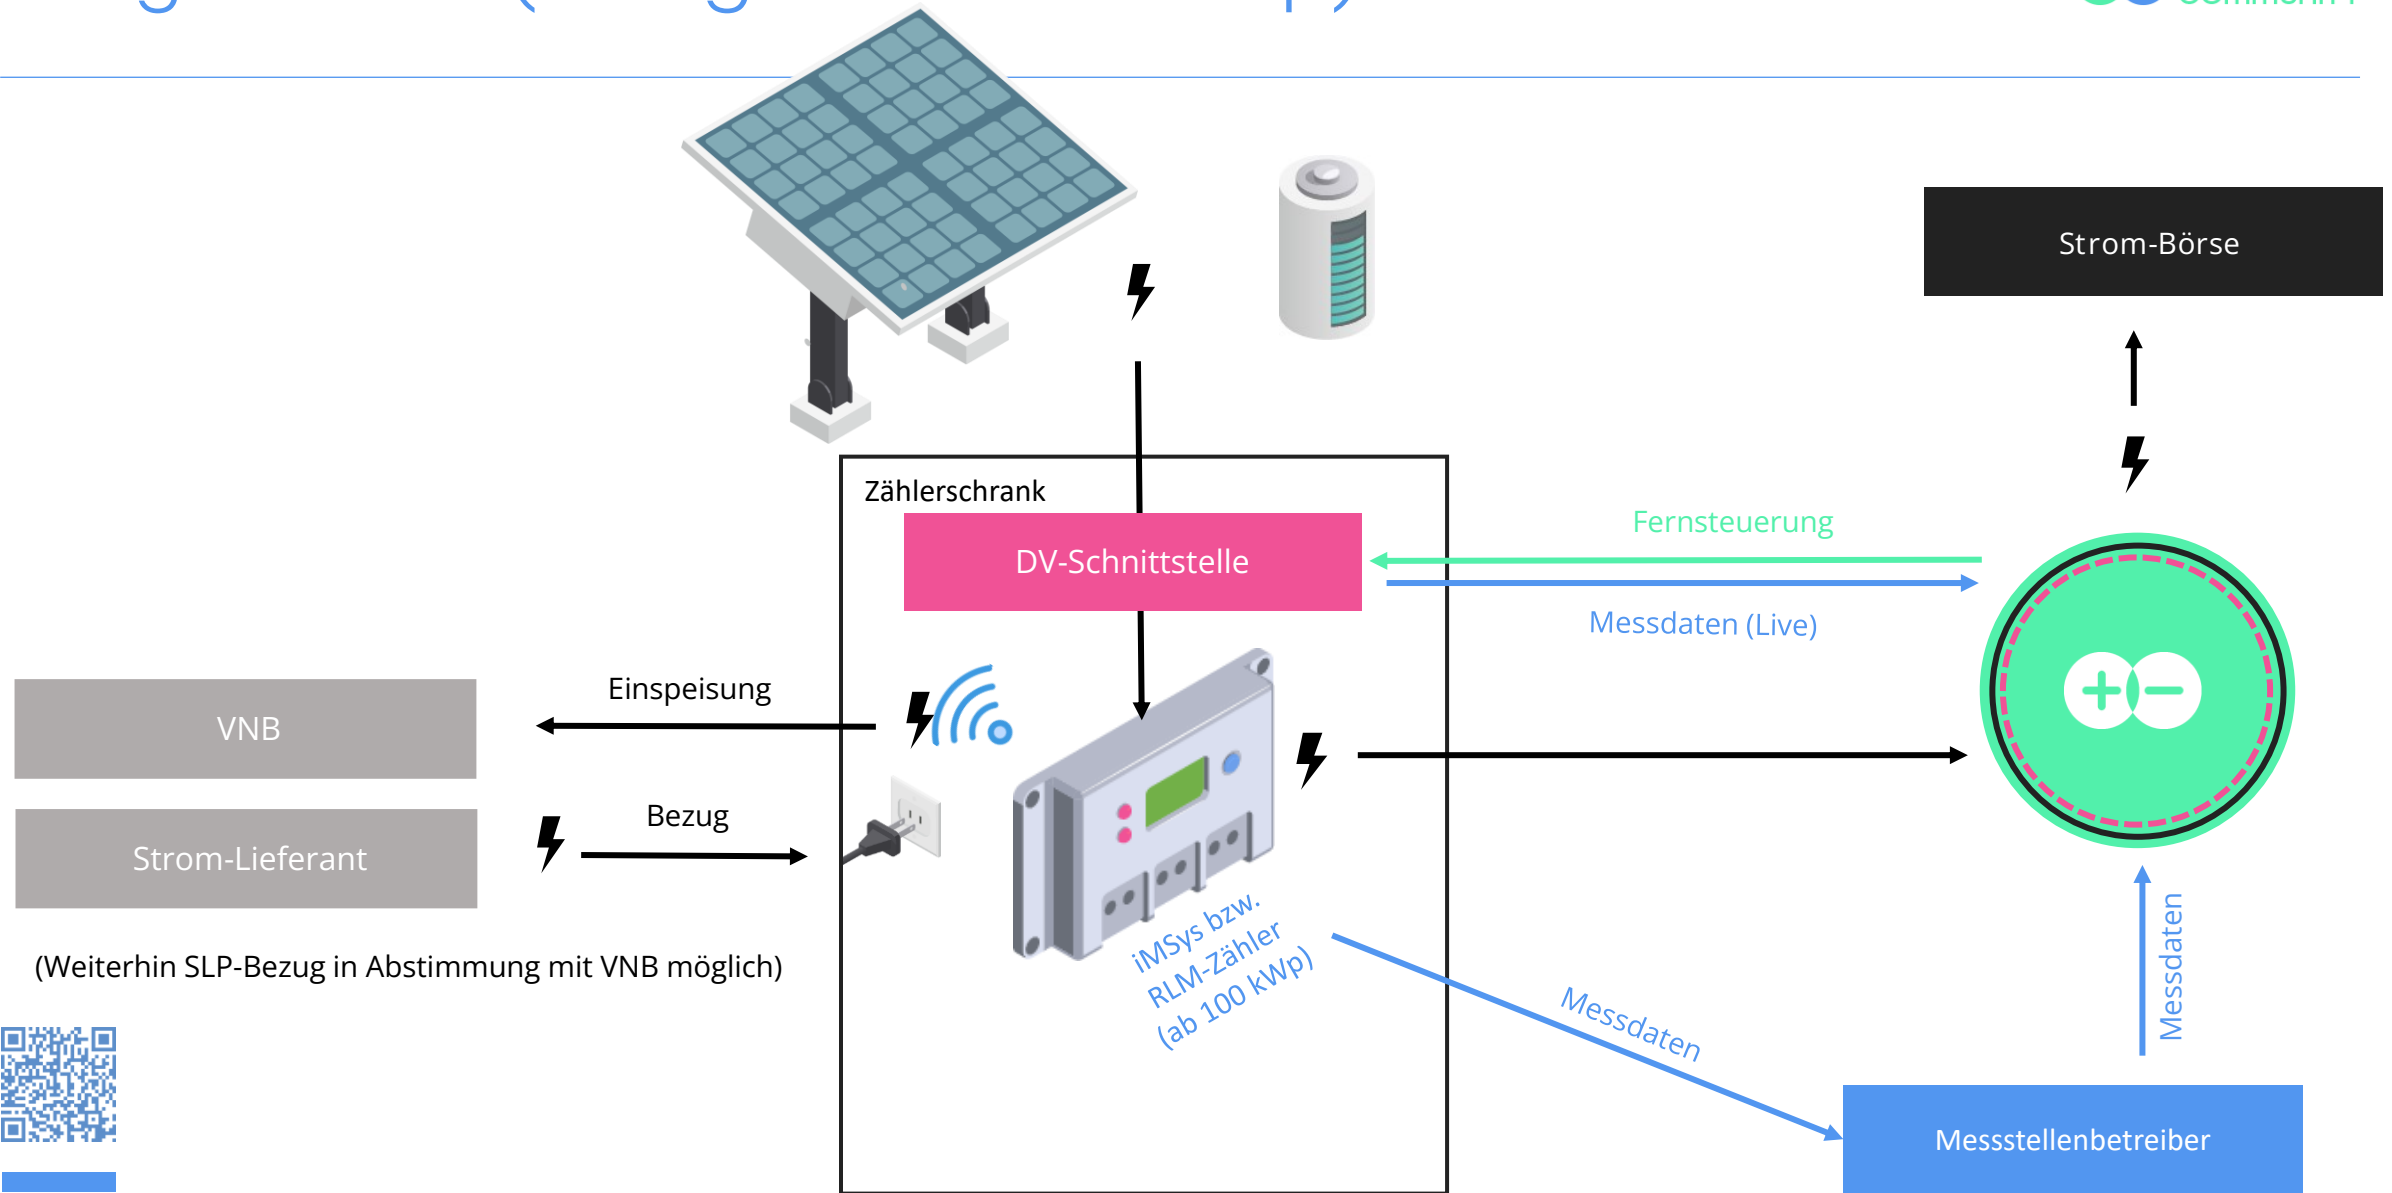 Strom-Börse
Zählerschrank
DV-Schnittstelle
Fernsteuerung
Messdaten (Live)
Einspeisung
VNB
Bezug
Strom-Lieferant
(Weiterhin SLP-Bezug in Abstimmung mit VNB möglich)
iMSys bzw.
RLM-Zähler
(ab 100 kWp)
Messdaten
Messdaten
Messstellenbetreiber